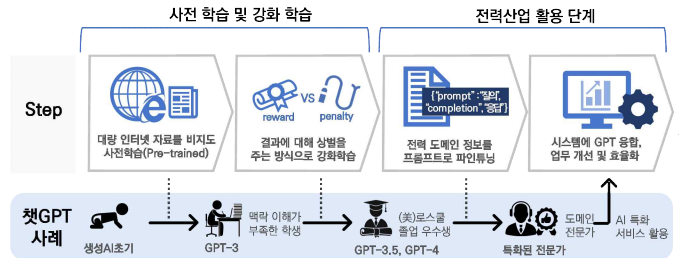 사전 학습 및 강화 학습
전력산업 활용 단계
Step
대량 인터넷 자료를 비지도
사전학습(Pre-trained)
VS
reward
penalty
결과에 대해 상벌을
주는 방식으로 강화학습
{"prompt" :"질의",
"completion","응답"}
전력 도메인 정보를
프롬프트로 파인튜닝
시스템에 GPT 융합,
업무 개선 및 효율화
챗GPT
사례
생성AI초기
GPT-3
맥락 이해가
부족한 학생
GPT-3.5, GPT-4
(美)로스쿨
졸업 우수생
특화된 전문가
도메인
전문가
AI 특화
서비스 활용